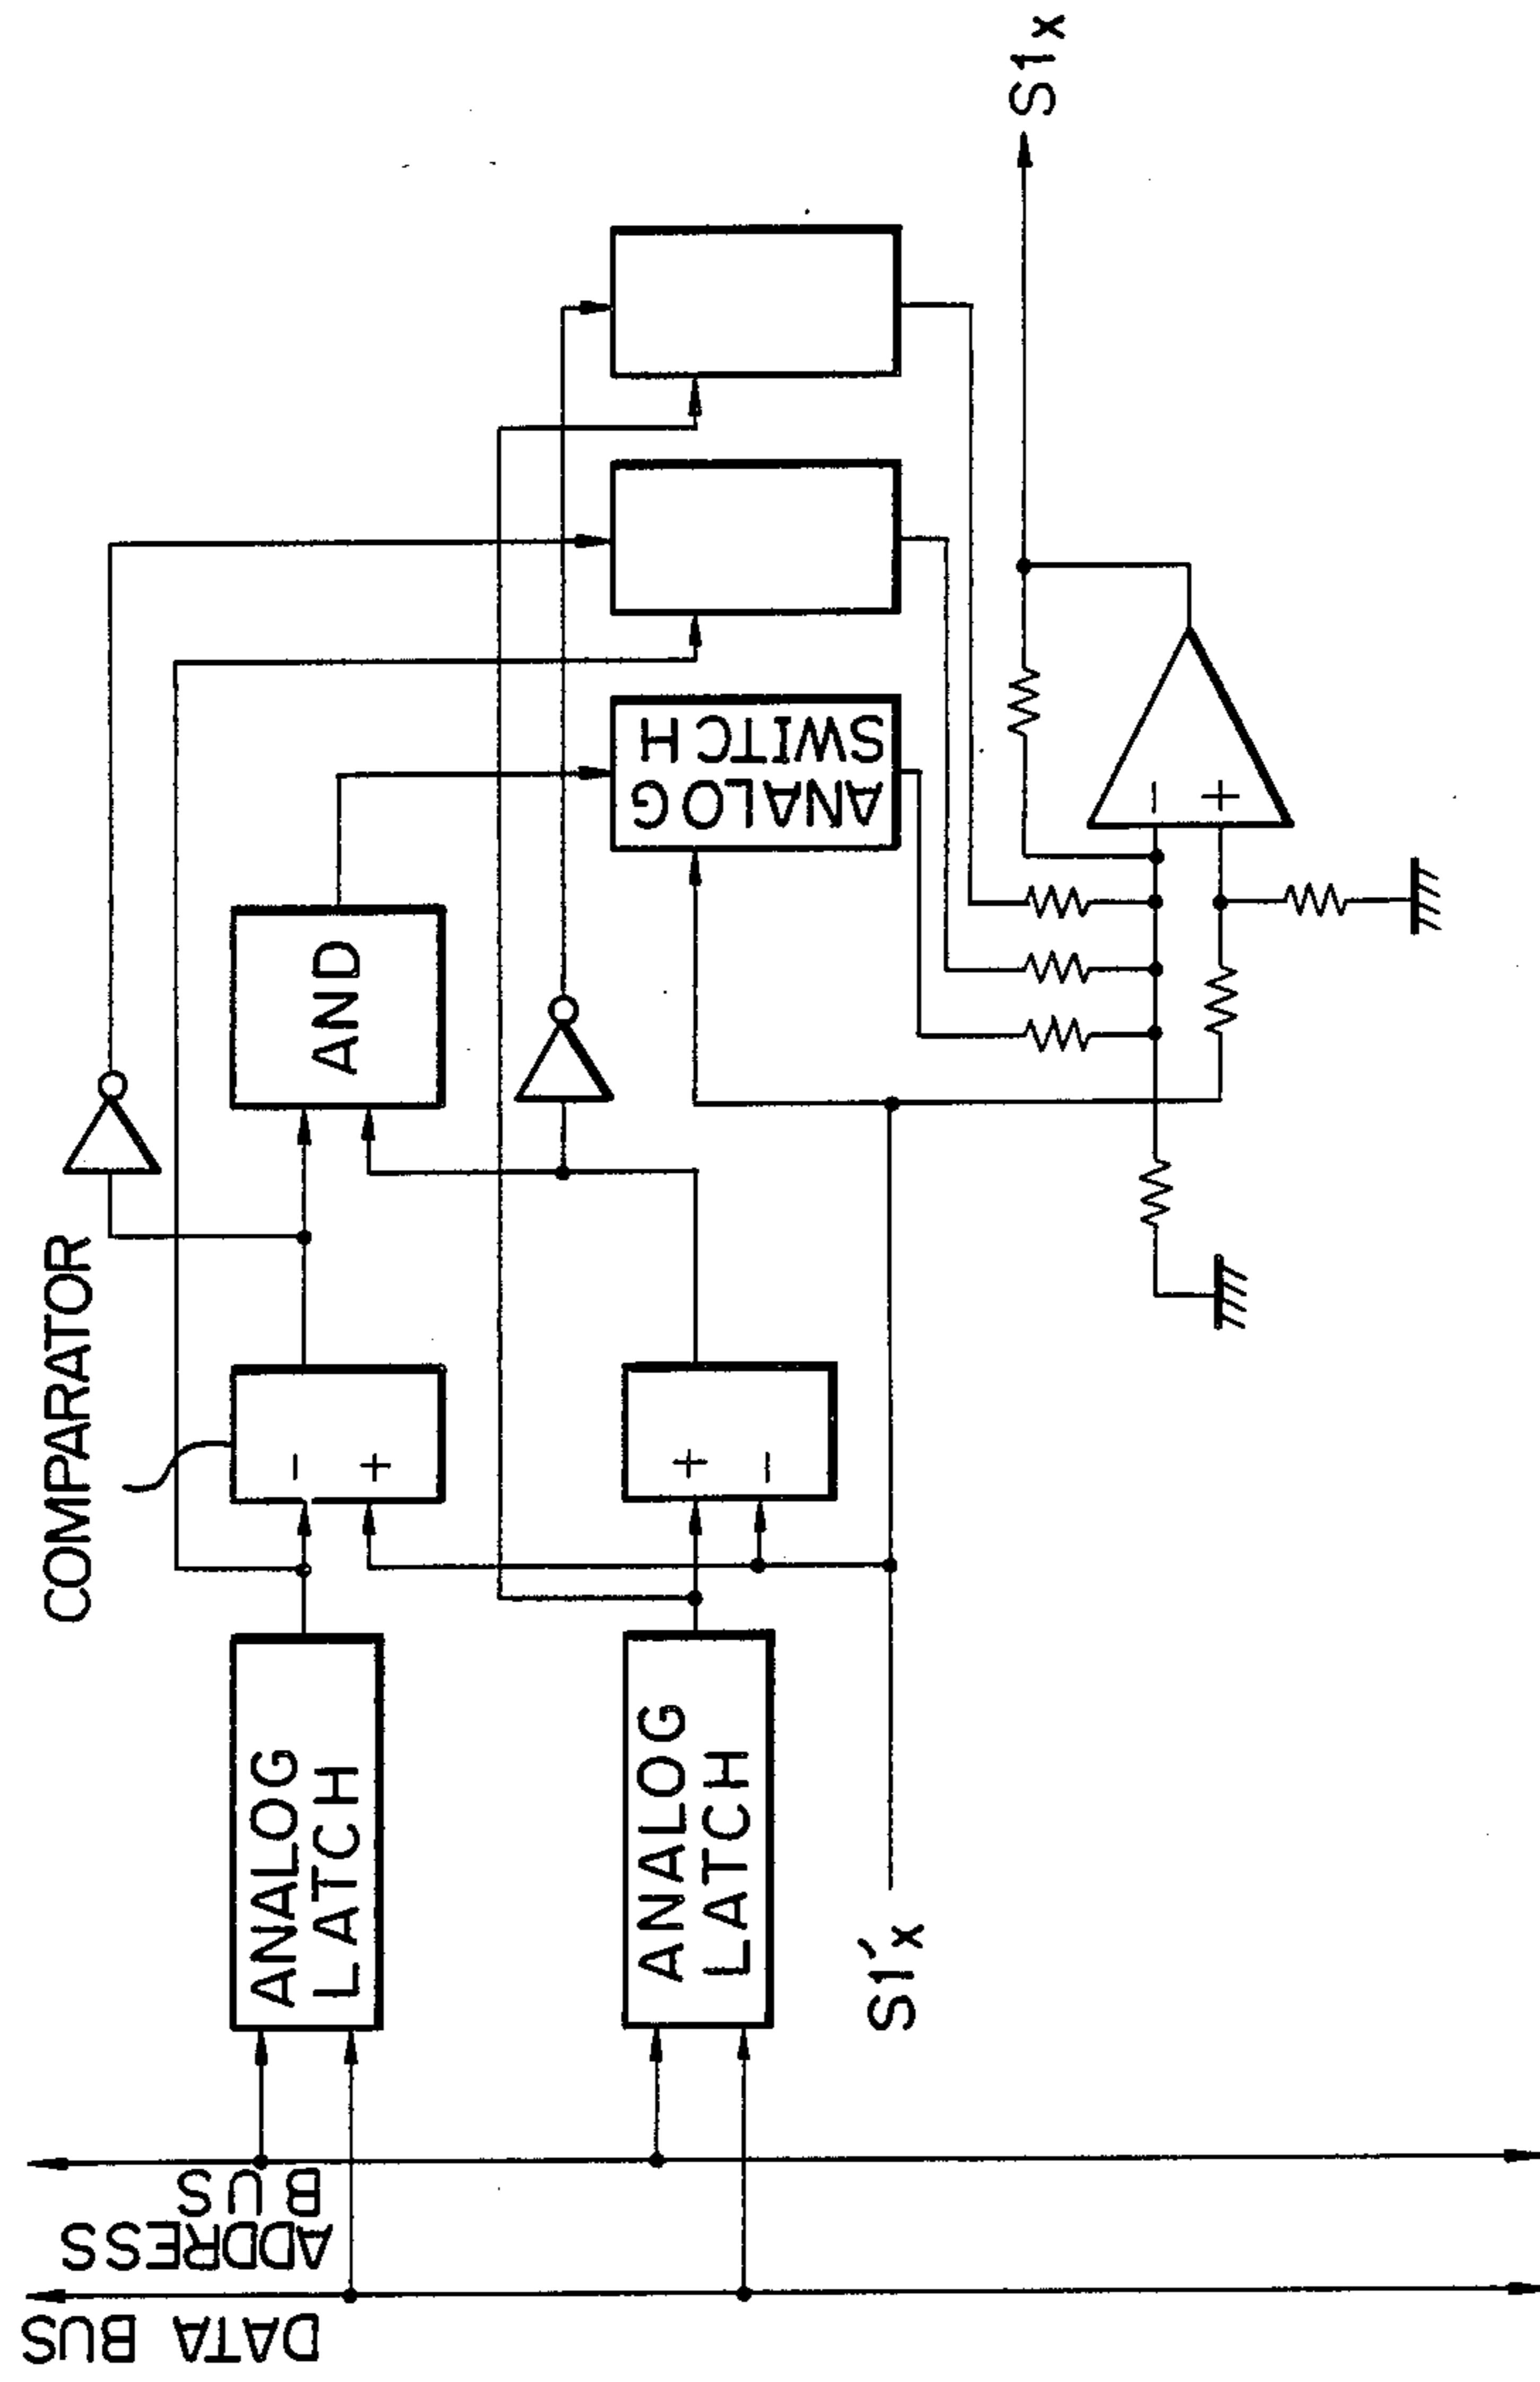 COMPARATOR
ANALOG
LATCH
AND
ANALOG
LATCH
ANALOG
SWITCH
S1'x
S1x
ADDRESS
BUS
DATA BUS
-
+
+
-
-
+